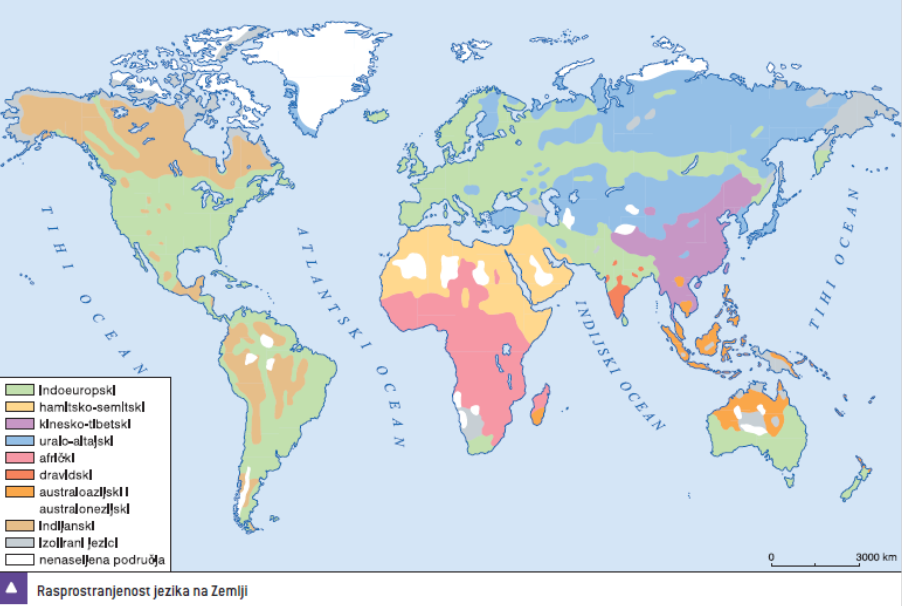 TIHI OCEAN
ATLANTSKI OCEAN
INDIJSKI OCEAN
TIHI OCEAN
indoeuropski
hamitsko-semitski
kinesko-tibetski
uralo-altajski
afrički
dravidski
australoazijski i
australonezijski
indijanski
izolirani jezici
nenaseljena područja
0 3000 km
Rasprostranjenost jezika na Zemlji